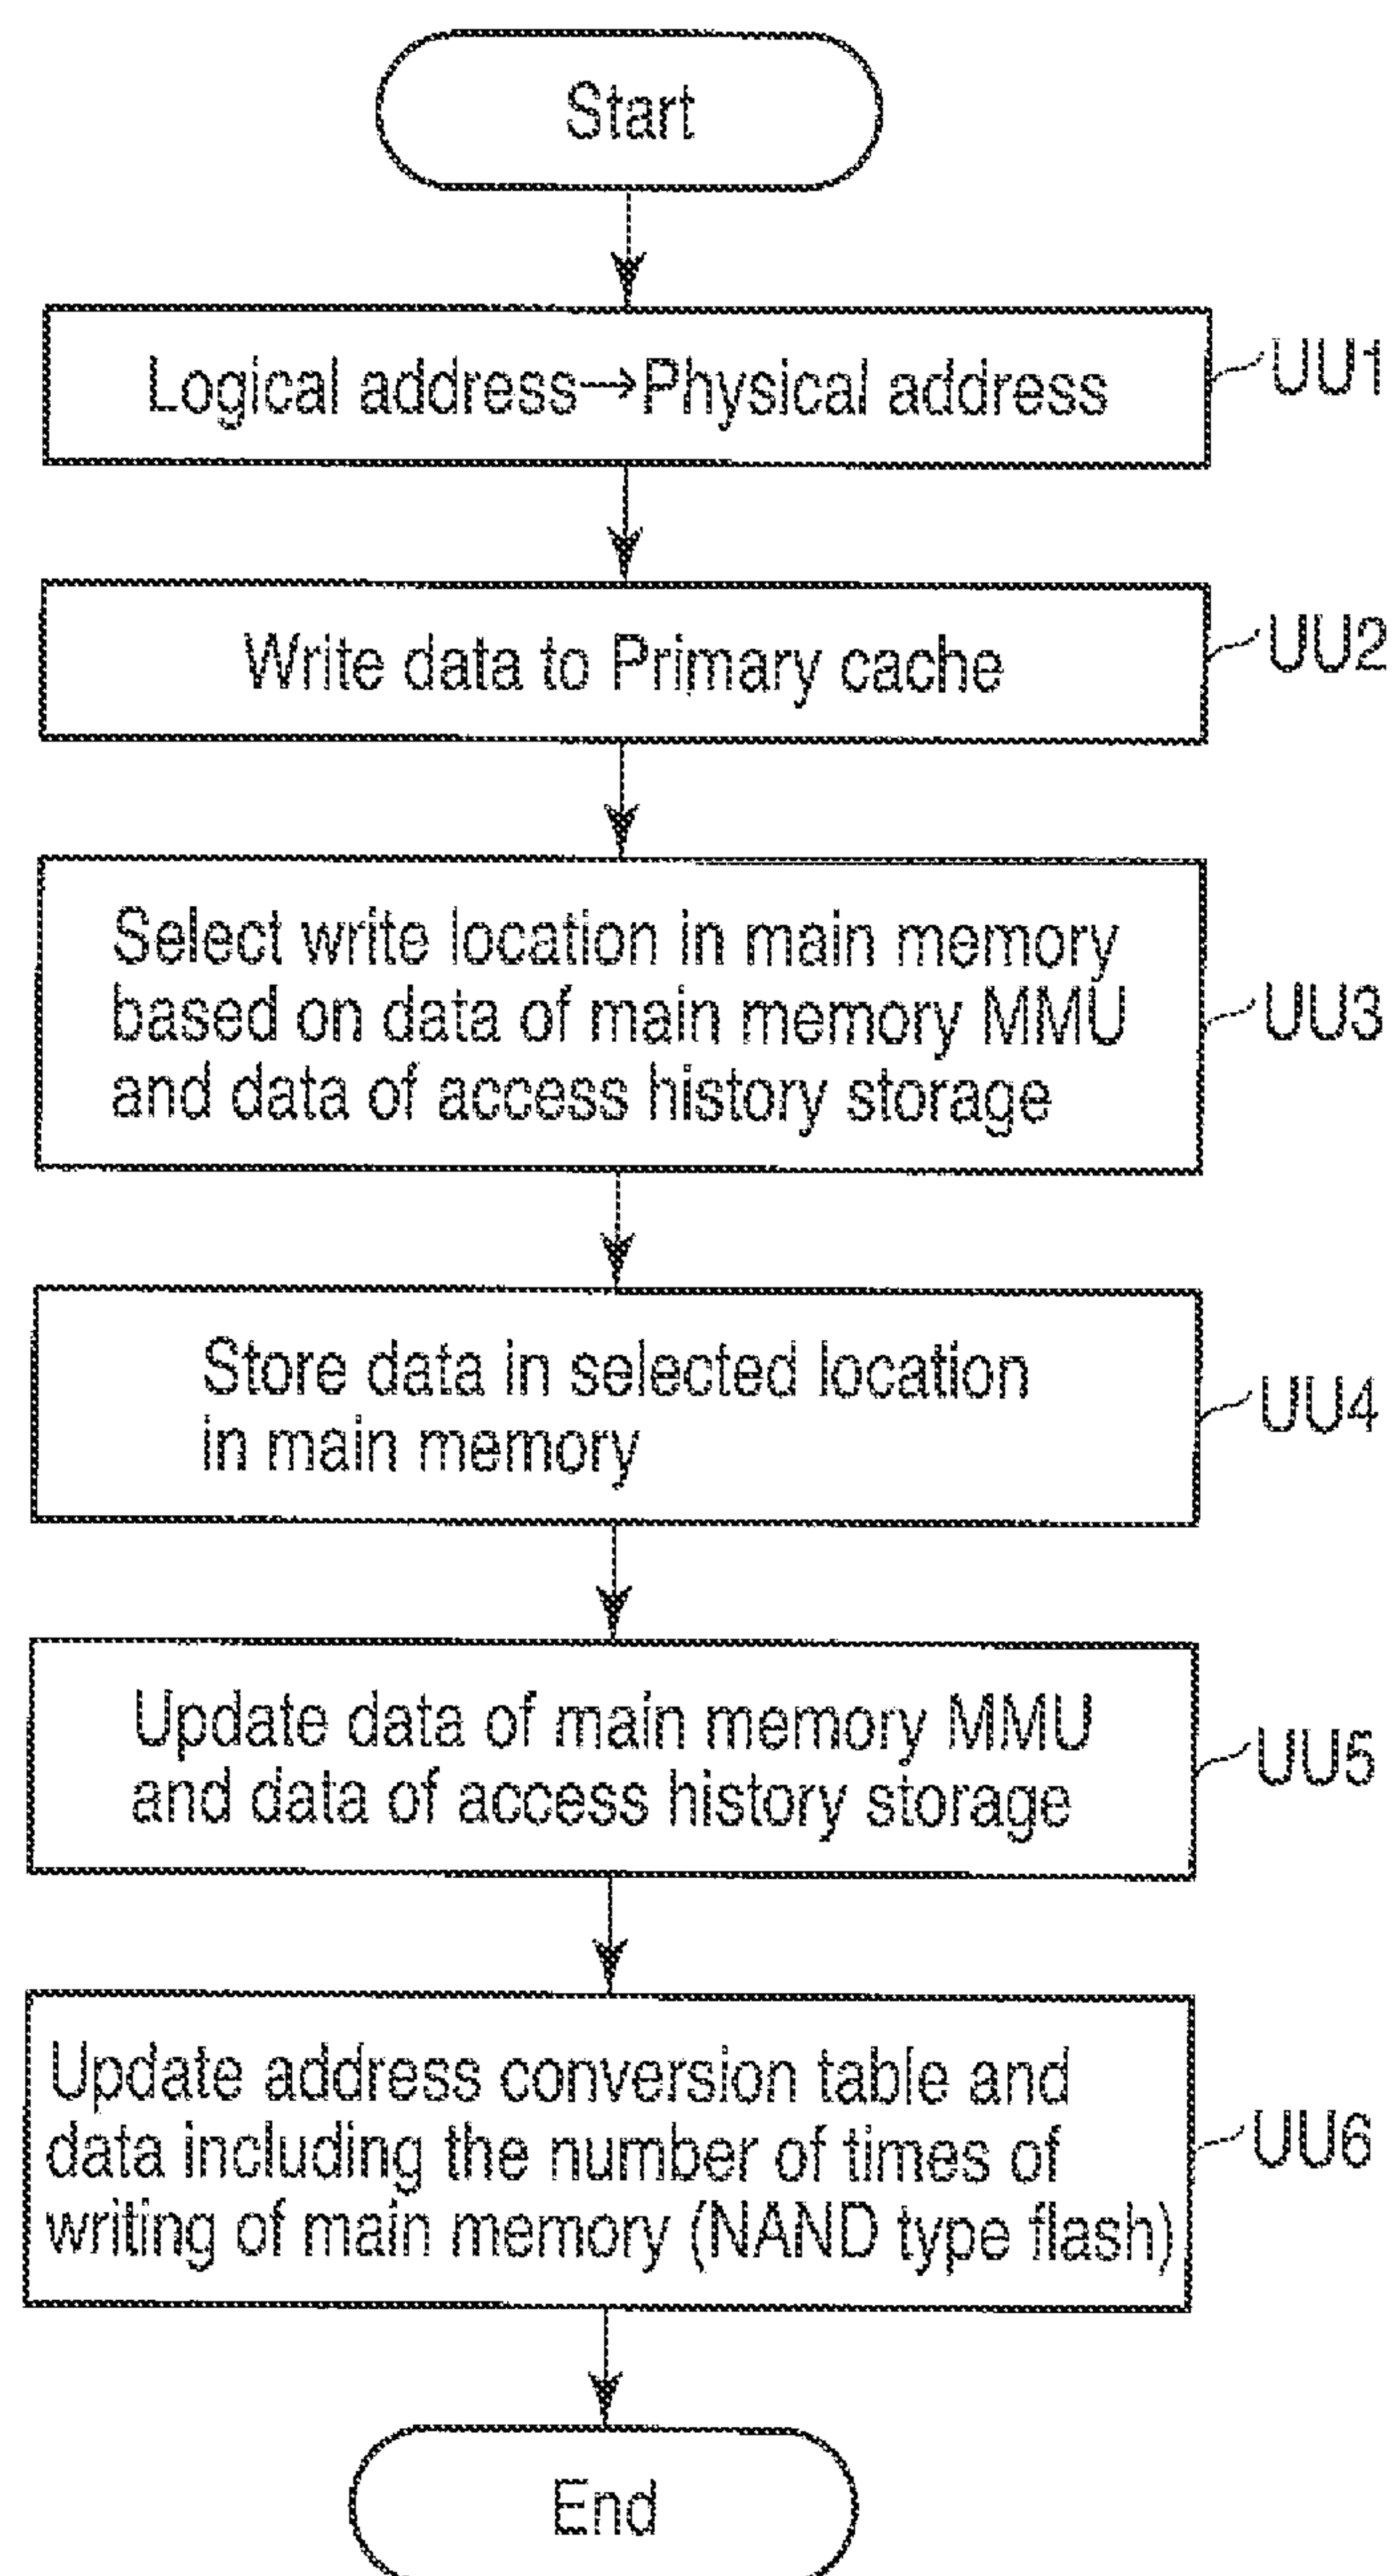 Start
Logical address→Physical address
UU1
Write data to Primary cache
UU2
Select write location in main memory
based on data of main memory MMU
and data of access history storage
UU3
Store data in selected location
in main memory
UU4
Update data of main memory MMU
and data of access history storage
UU5
Update address conversion table and
data including the number of times of
writing of main memory (NAND type flash)
UU6
End